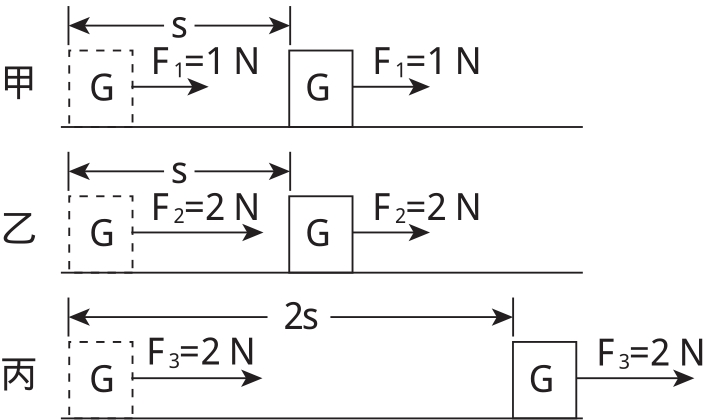 s
甲 G F₁=1 N G F₁=1 N
s
乙 G F₂=2 N G F₂=2 N
2s
丙 G F₃=2 N G F₃=2 N